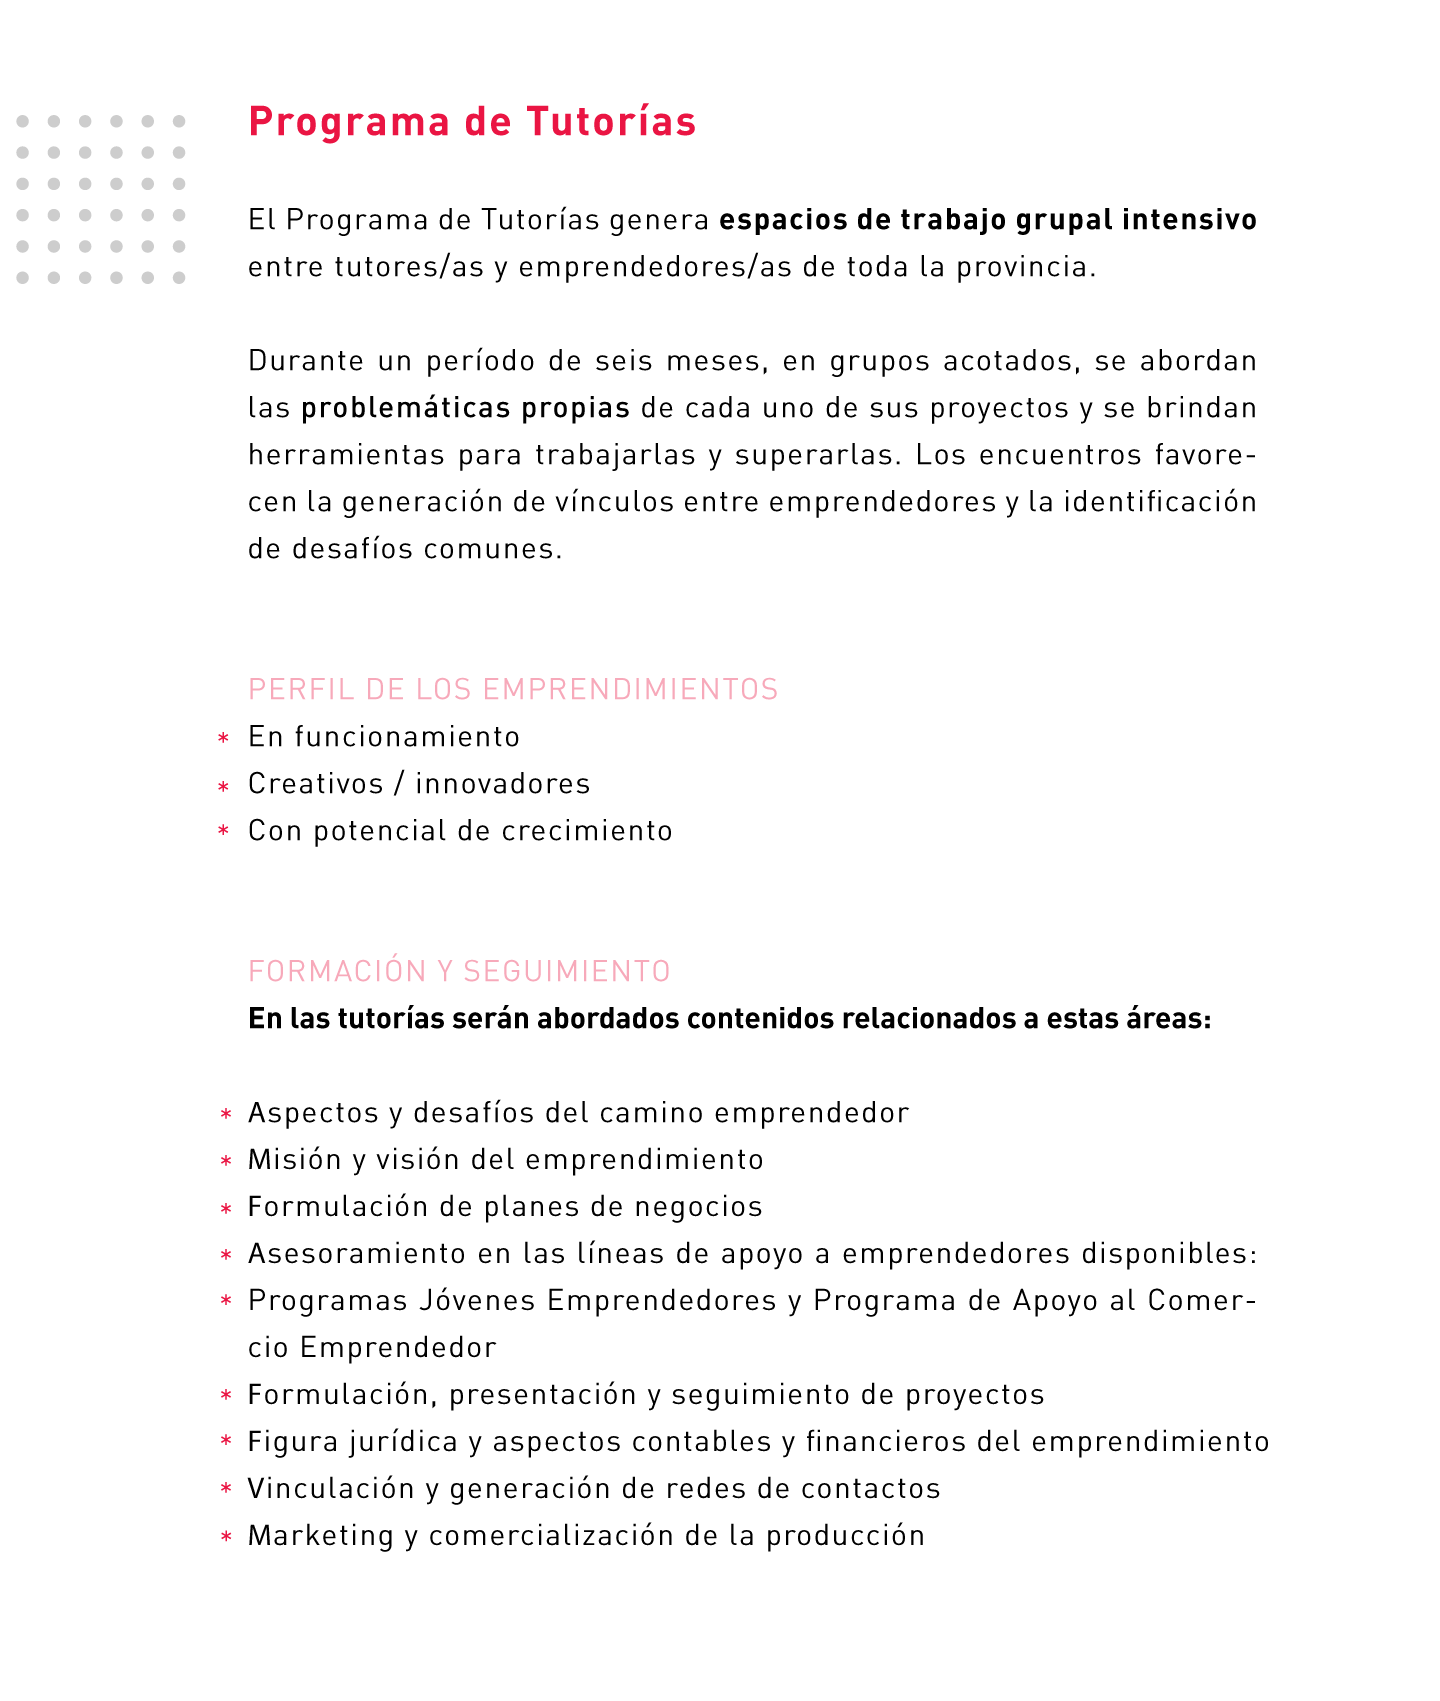 Programa de Tutorías
El Programa de Tutorías genera espacios de trabajo grupal intensivo
entre tutores/as y emprendedores/as de toda la provincia.
Durante un período de seis meses, en grupos acotados, se abordan
las problemáticas propias de cada uno de sus proyectos y se brindan
herramientas para trabajarlas y superarlas. Los encuentros favore-
cen la generación de vínculos entre emprendedores y la identificación
de desafíos comunes.
PERFIL DE LOS EMPRENDIMIENTOS
* En funcionamiento
* Creativos / innovadores
* Con potencial de crecimiento
FORMACIÓN Y SEGUIMIENTO
En las tutorías serán abordados contenidos relacionados a estas áreas:
* Aspectos y desafíos del camino emprendedor
* Misión y visión del emprendimiento
* Formulación de planes de negocios
* Asesoramiento en las líneas de apoyo a emprendedores disponibles:
* Programas Jóvenes Emprendedores y Programa de Apoyo al Comer-
cio Emprendedor
* Formulación, presentación y seguimiento de proyectos
* Figura jurídica y aspectos contables y financieros del emprendimiento
* Vinculación y generación de redes de contactos
* Marketing y comercialización de la producción